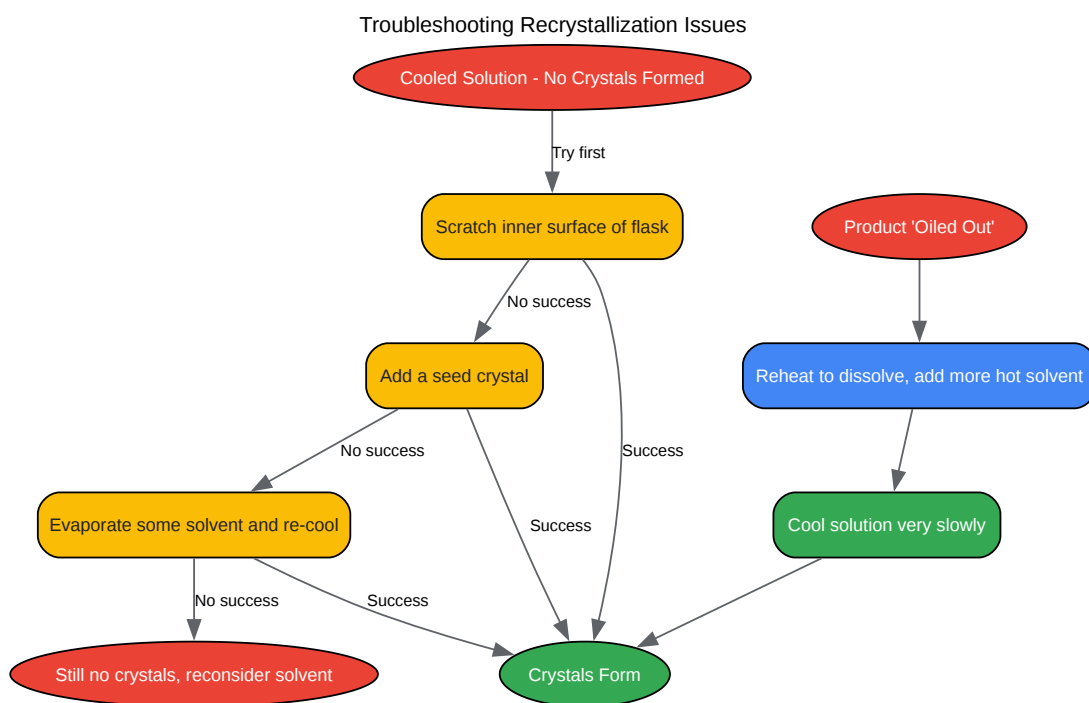 Troubleshooting Recrystallization Issues
Cooled Solution - No Crystals Formed
Try first
Scratch inner surface of flask
Product 'Oiled Out'
No success
Add a seed crystal
Reheat to dissolve, add more hot solvent
No success
Success
Evaporate some solvent and re-cool
Success
Cool solution very slowly
No success
Success
Still no crystals, reconsider solvent
Crystals Form